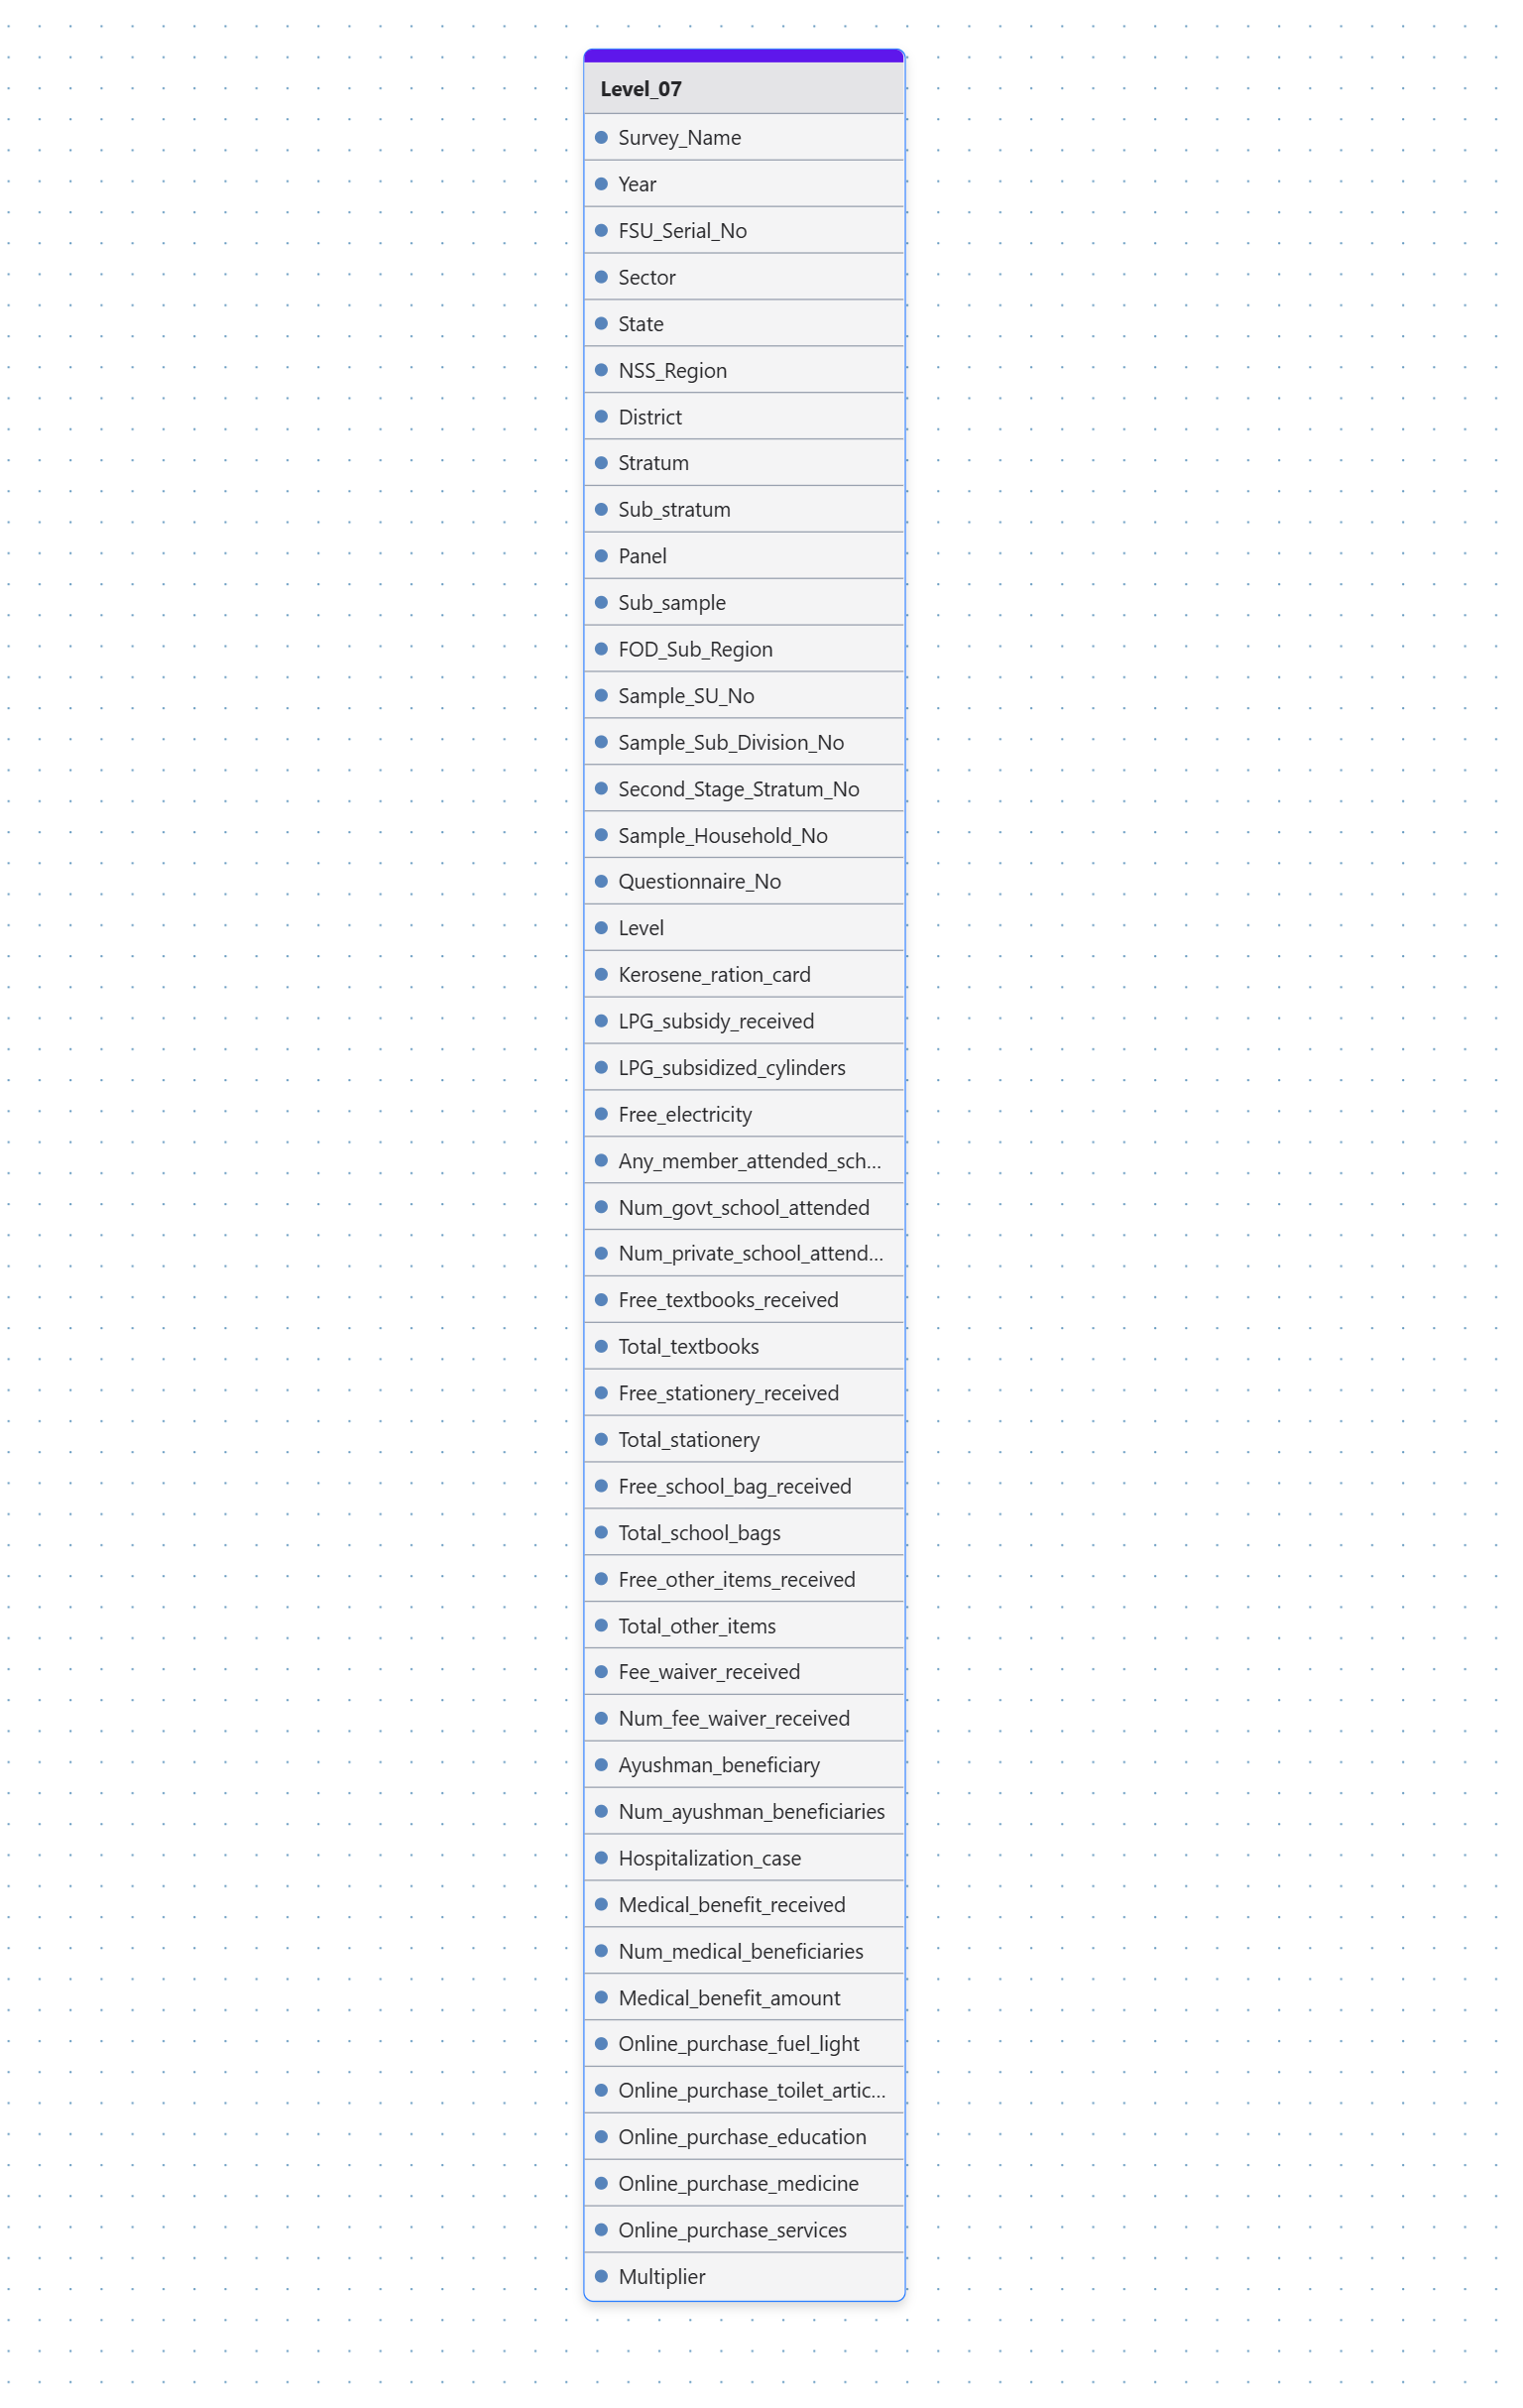 Level_07
Survey_Name
Year
FSU_Serial_No
Sector
State
NSS_Region
District
Stratum
Sub_stratum
Panel
Sub_sample
FOD_Sub_Region
Sample_SU_No
Sample_Sub_Division_No
Second_Stage_Stratum_No
Sample_Household_No
Questionnaire_No
Level
Kerosene_ration_card
LPG_subsidy_received
LPG_subsidized_cylinders
Free_electricity
Any_member_attended_sch...
Num_govt_school_attended
Num_private_school_attend...
Free_textbooks_received
Total_textbooks
Free_stationery_received
Total_stationery
Free_school_bag_received
Total_school_bags
Free_other_items_received
Total_other_items
Fee_waiver_received
Num_fee_waiver_received
Ayushman_beneficiary
Num_ayushman_beneficiaries
Hospitalization_case
Medical_benefit_received
Num_medical_beneficiaries
Medical_benefit_amount
Online_purchase_fuel_light
Online_purchase_toilet_artic...
Online_purchase_education
Online_purchase_medicine
Online_purchase_services
Multiplier